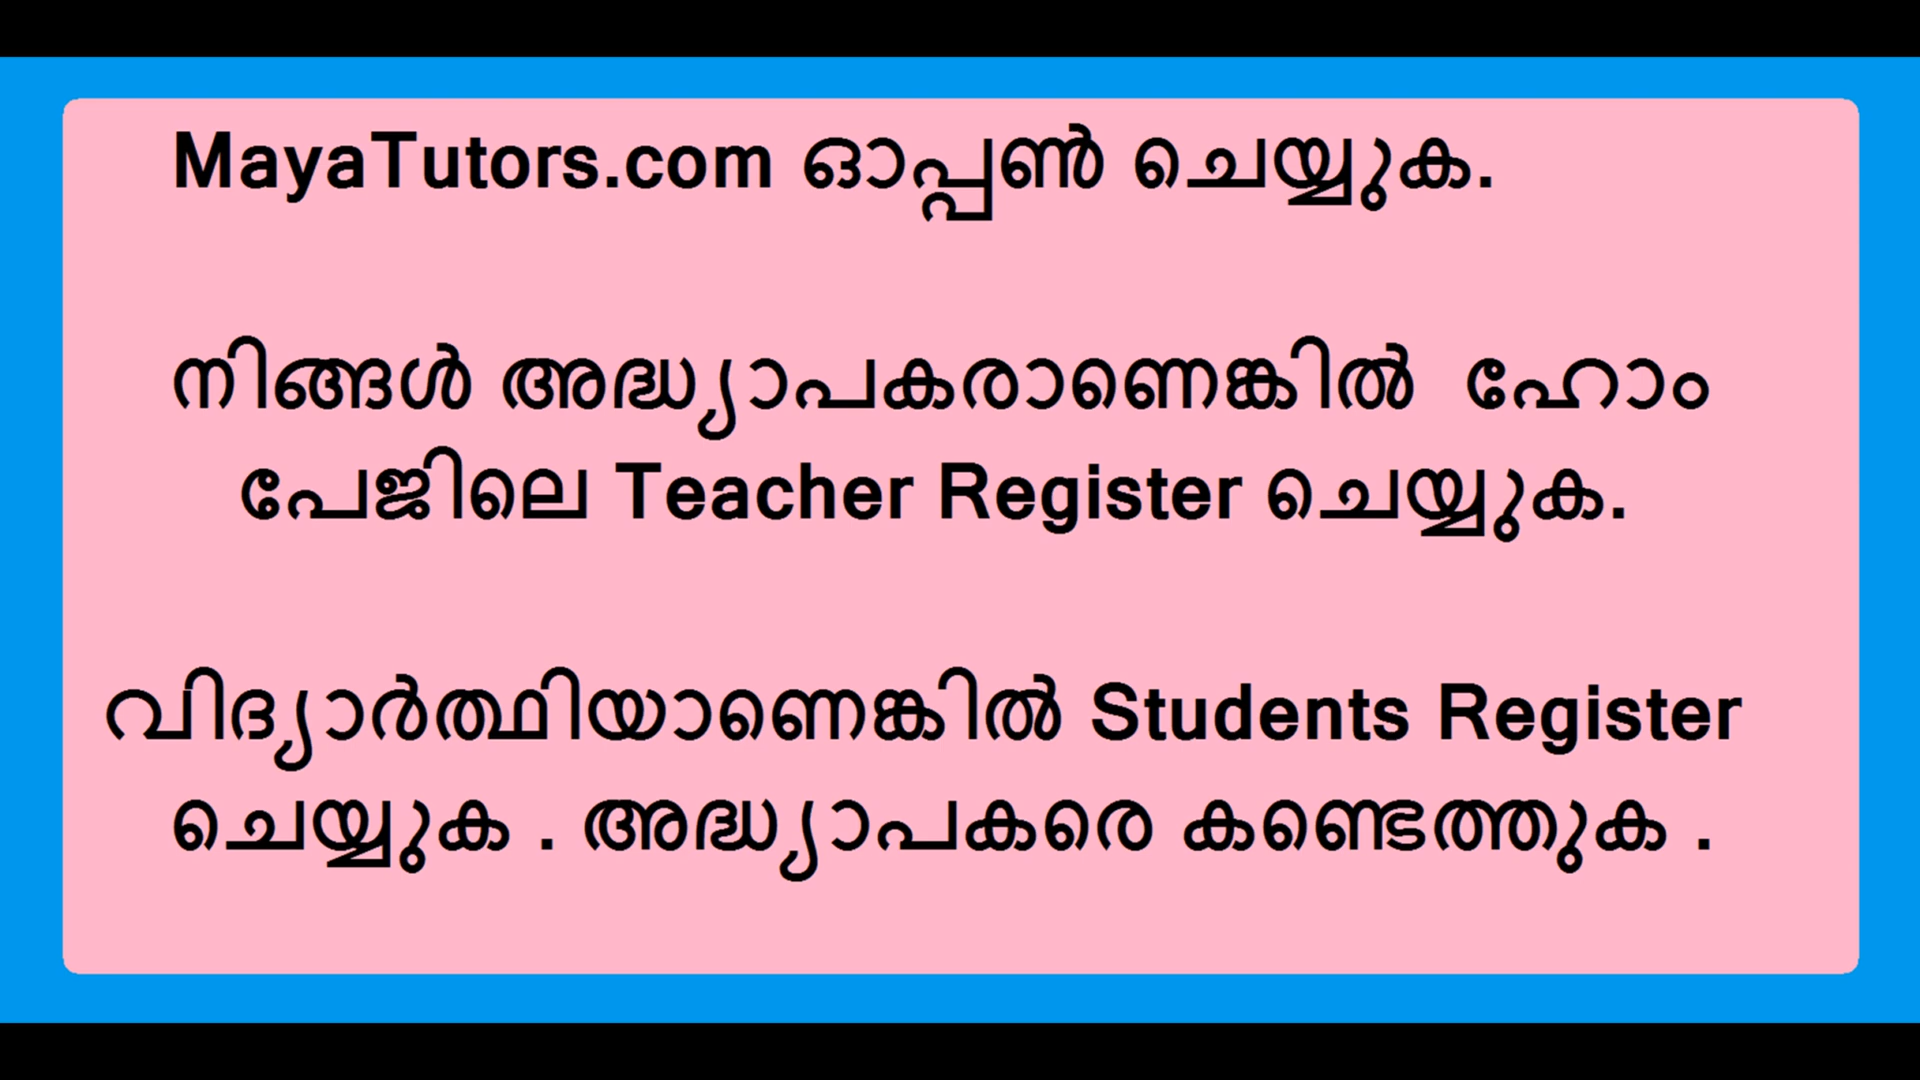 MayaTutors.com ഓപ്പൺ ചെയ്യുക.
നിങ്ങൾ അദ്ധ്യാപകരാണെങ്കിൽ ഹോം
പേജിലെ Teacher Register ചെയ്യുക.
വിദ്യാർത്ഥിയാണെങ്കിൽ Students Register
ചെയ്യുക . അദ്ധ്യാപകരെ കണ്ടെത്തുക .